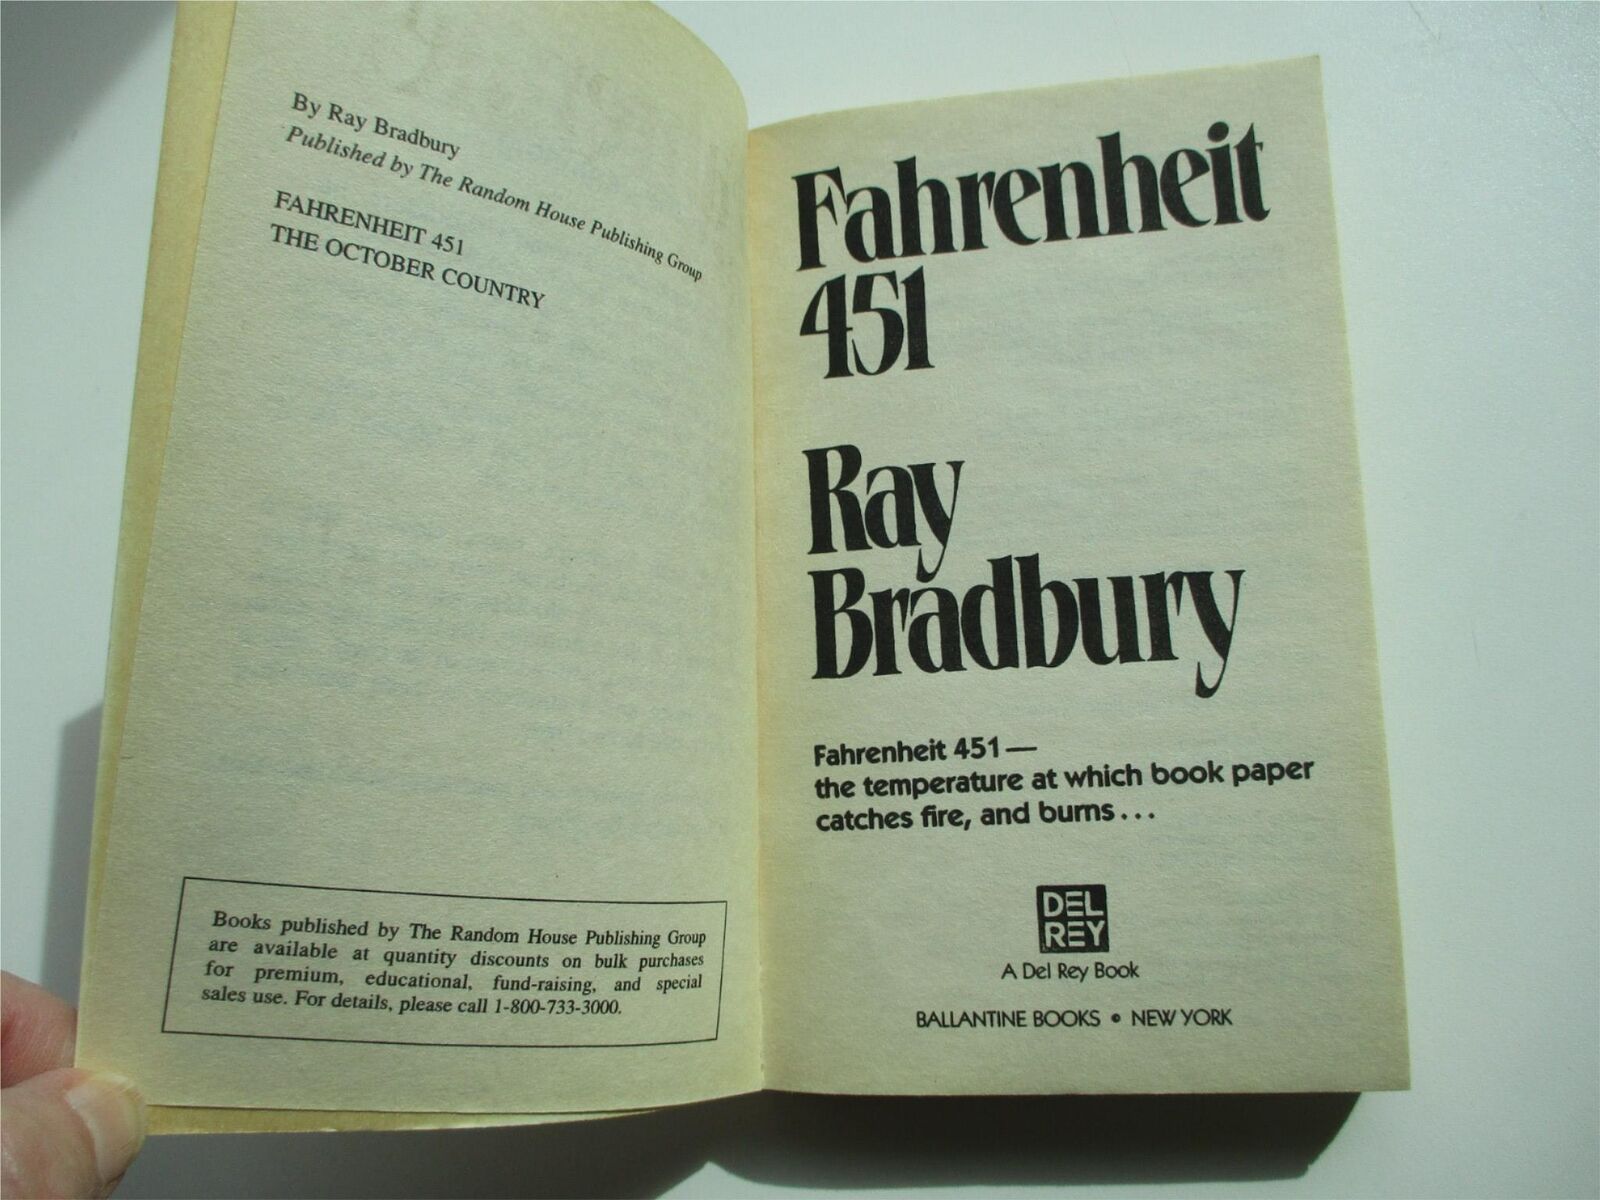 By Ray Bradbury
Published by The Random House Publishing Group
FAHRENHEIT 451
THE OCTOBER COUNTRY
Books published by The Random House Publishing Group
are available at quantity discounts on bulk purchases
for premium, educational, fund-raising, and special
sales use. For details, please call 1-800-733-3000.
Fahrenheit
451
Ray
Bradbury
Fahrenheit 451—
the temperature at which book paper
catches fire, and burns...
DEL
REY
A Del Rey Book
BALLANTINE BOOKS • NEW YORK